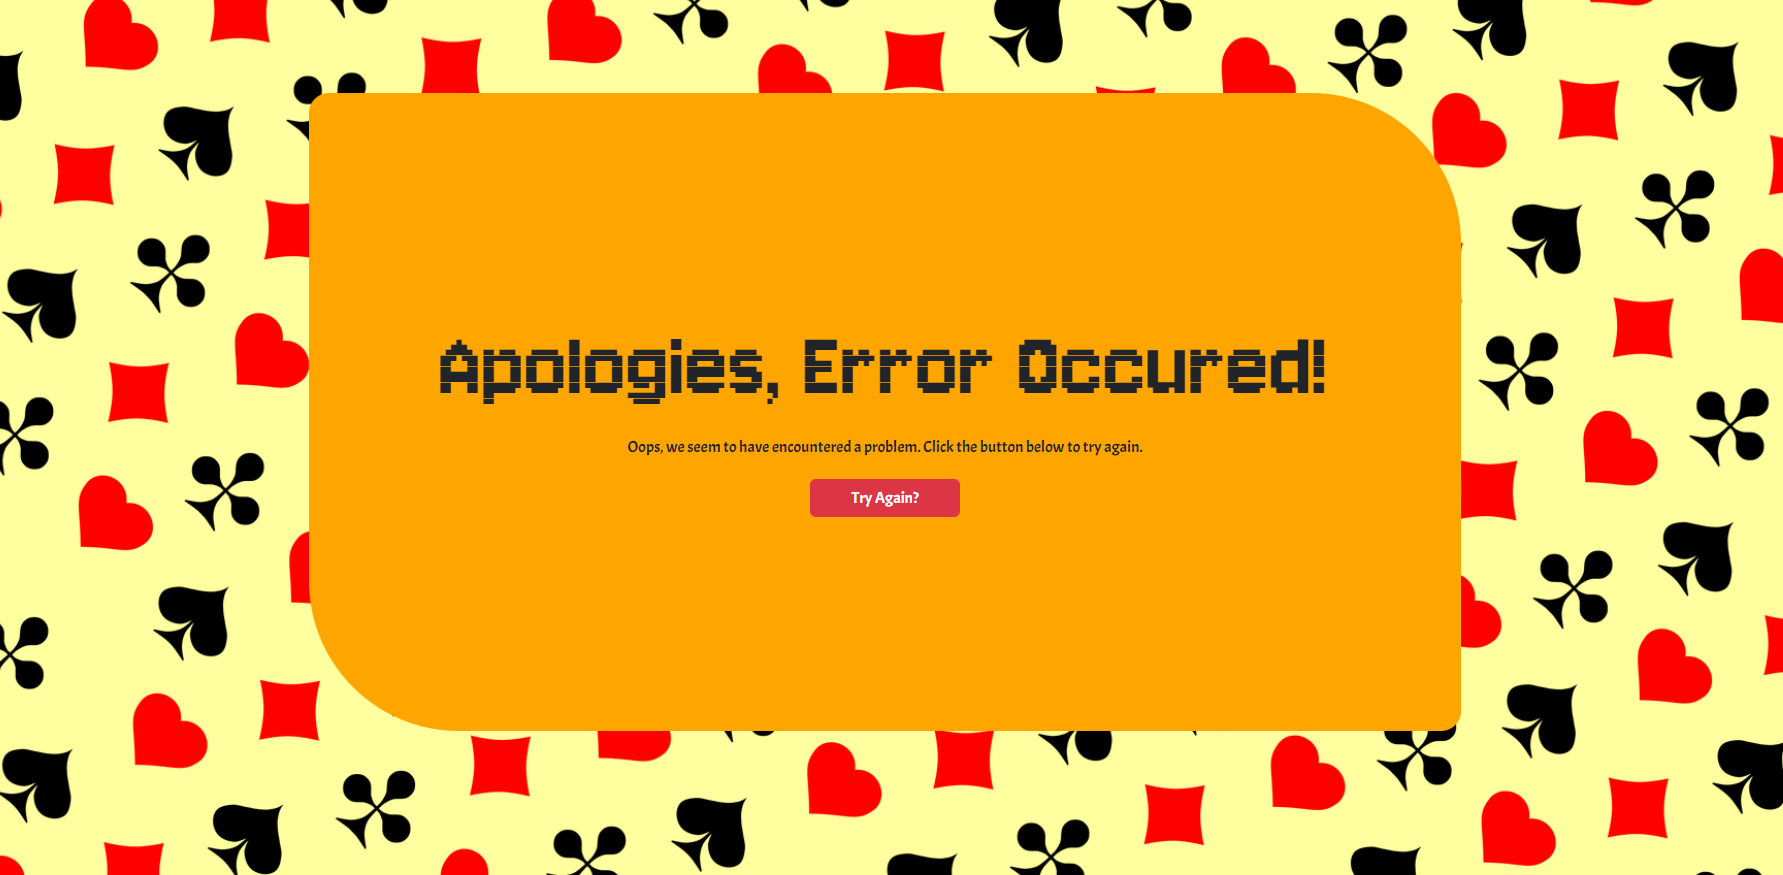 Apologies, Error Occured!
Oops, we seem to have encountered a problem. Click the button below to try again.
Try Again?